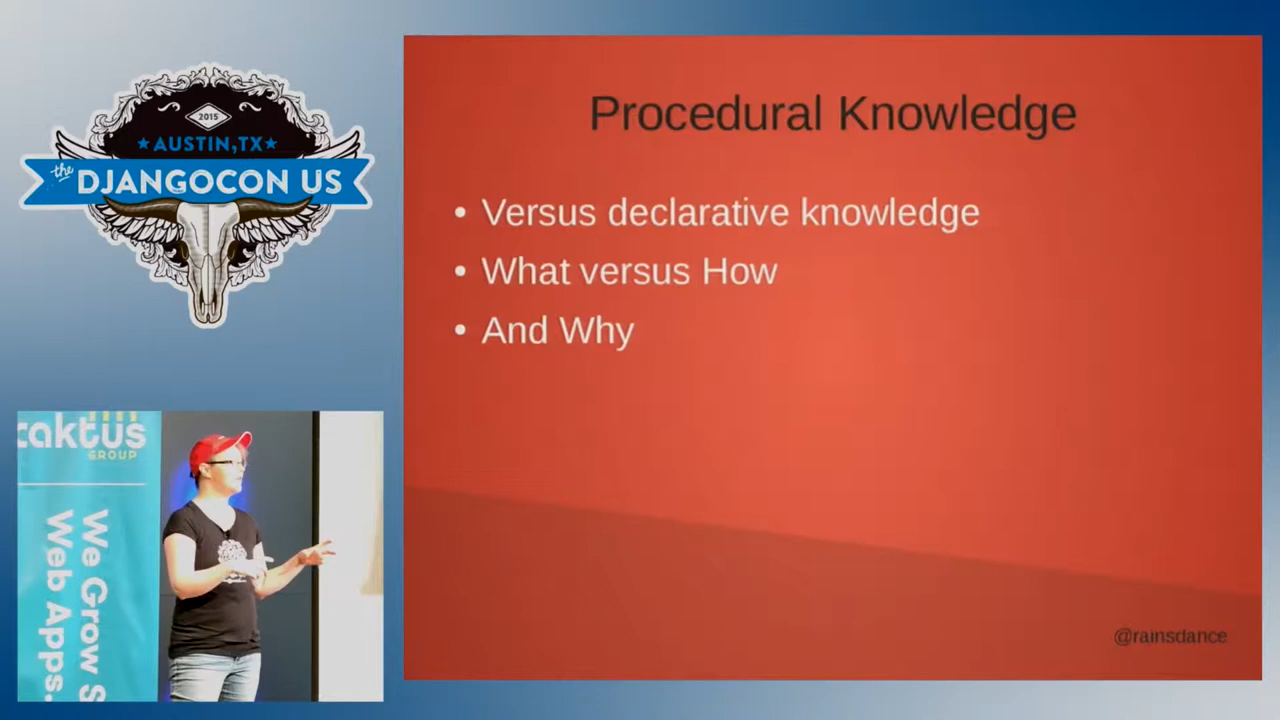 2015
AUSTIN, TX
the DJANGOCON US
caktus
GROUP
We Grow S
Web Apps.
Procedural Knowledge
• Versus declarative knowledge
• What versus How
• And Why
@rainsdance